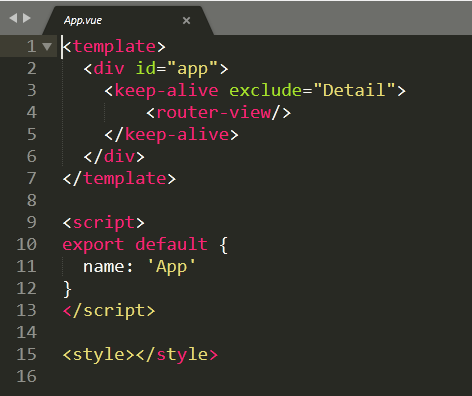 App.vue ×
1 <template>
2   <div id="app">
3     <keep-alive exclude="Detail">
4         <router-view/>
5     </keep-alive>
6   </div>
7 </template>
8
9 <script>
10 export default {
11   name: 'App'
12 }
13 </script>
14
15 <style></style>
16